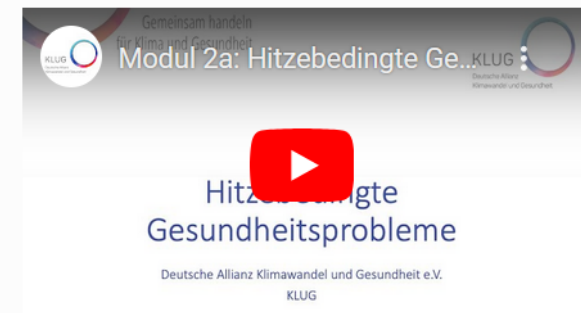 Gemeinsam handeln
für Klima und Gesundheit
KLUG
Modul 2a: Hitzebedingte Ge...
KLUG
Deutsche Allianz
Klimawandel und Gesundheit
Gesundheitsprobleme
Deutsche Allianz Klimawandel und Gesundheit e.V.
KLUG